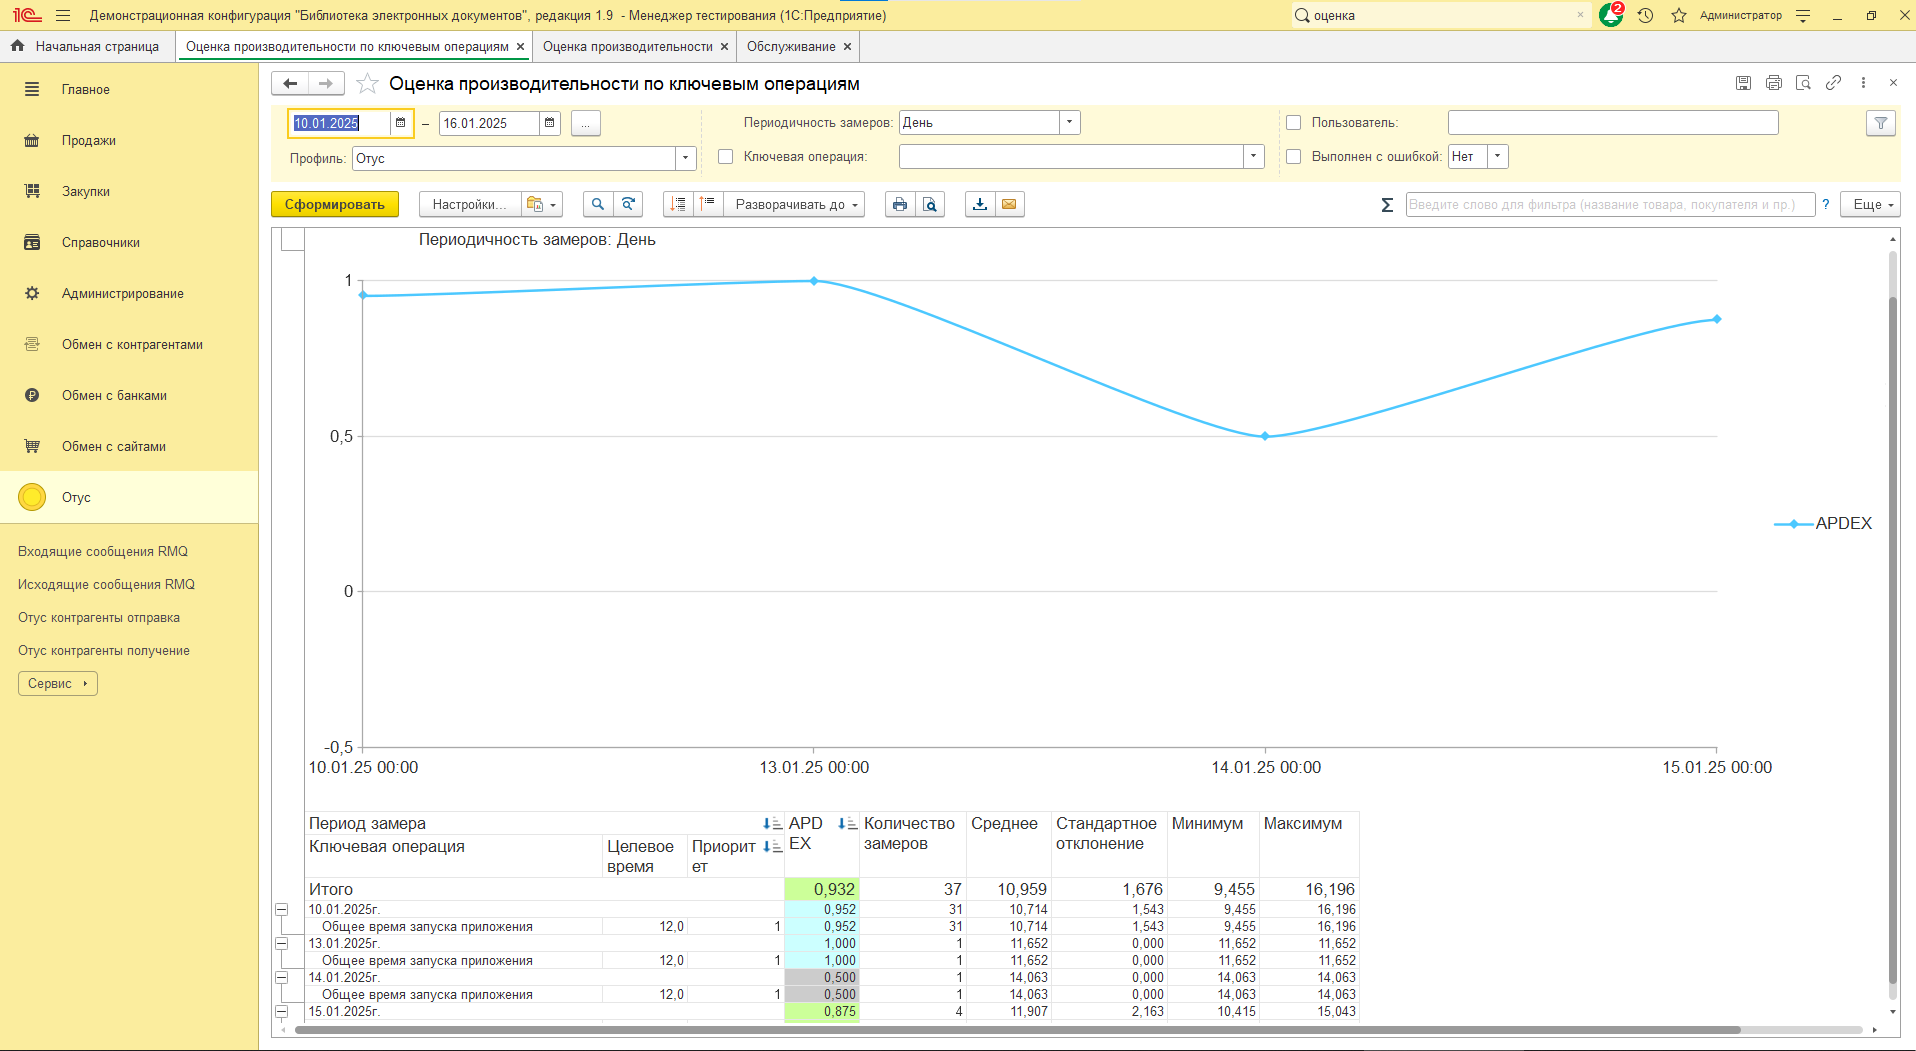 1С Демонстрационная конфигурация "Библиотека электронных документов", редакция 1.9 - Менеджер тестирования (1С:Предприятие) оценка × 2 Администратор
Начальная страница Оценка производительности по ключевым операциям × Оценка производительности × Обслуживание ×
Главное
Продажи
Закупки
Справочники
Администрирование
Обмен с контрагентами
Обмен с банками
Обмен с сайтами
Отус
Входящие сообщения RMQ
Исходящие сообщения RMQ
Отус контрагенты отправка
Отус контрагенты получение
Сервис
Оценка производительности по ключевым операциям
10.01.2025 – 16.01.2025 ... Периодичность замеров: День Пользователь:
Профиль: Отус Ключевая операция: Выполнен с ошибкой: Нет
Сформировать Настройки... Разворачивать до Σ Введите слово для фильтра (название товара, покупателя и пр.) ? Еще
Периодичность замеров: День
1
0,5
0
-0,5
10.01.25 00:00 13.01.25 00:00 14.01.25 00:00 15.01.25 00:00
APDEX
Период замера APD Количество Среднее Стандартное Минимум Максимум
EX замеров отклонение
Ключевая операция Целевое Приорит
время ет
Итого 0,932 37 10,959 1,676 9,455 16,196
10.01.2025г. 0,952 31 10,714 1,543 9,455 16,196
Общее время запуска приложения 12,0 1 0,952 31 10,714 1,543 9,455 16,196
13.01.2025г. 1,000 1 11,652 0,000 11,652 11,652
Общее время запуска приложения 12,0 1 1,000 1 11,652 0,000 11,652 11,652
14.01.2025г. 0,500 1 14,063 0,000 14,063 14,063
Общее время запуска приложения 12,0 1 0,500 1 14,063 0,000 14,063 14,063
15.01.2025г. 0,875 4 11,907 2,163 10,415 15,043